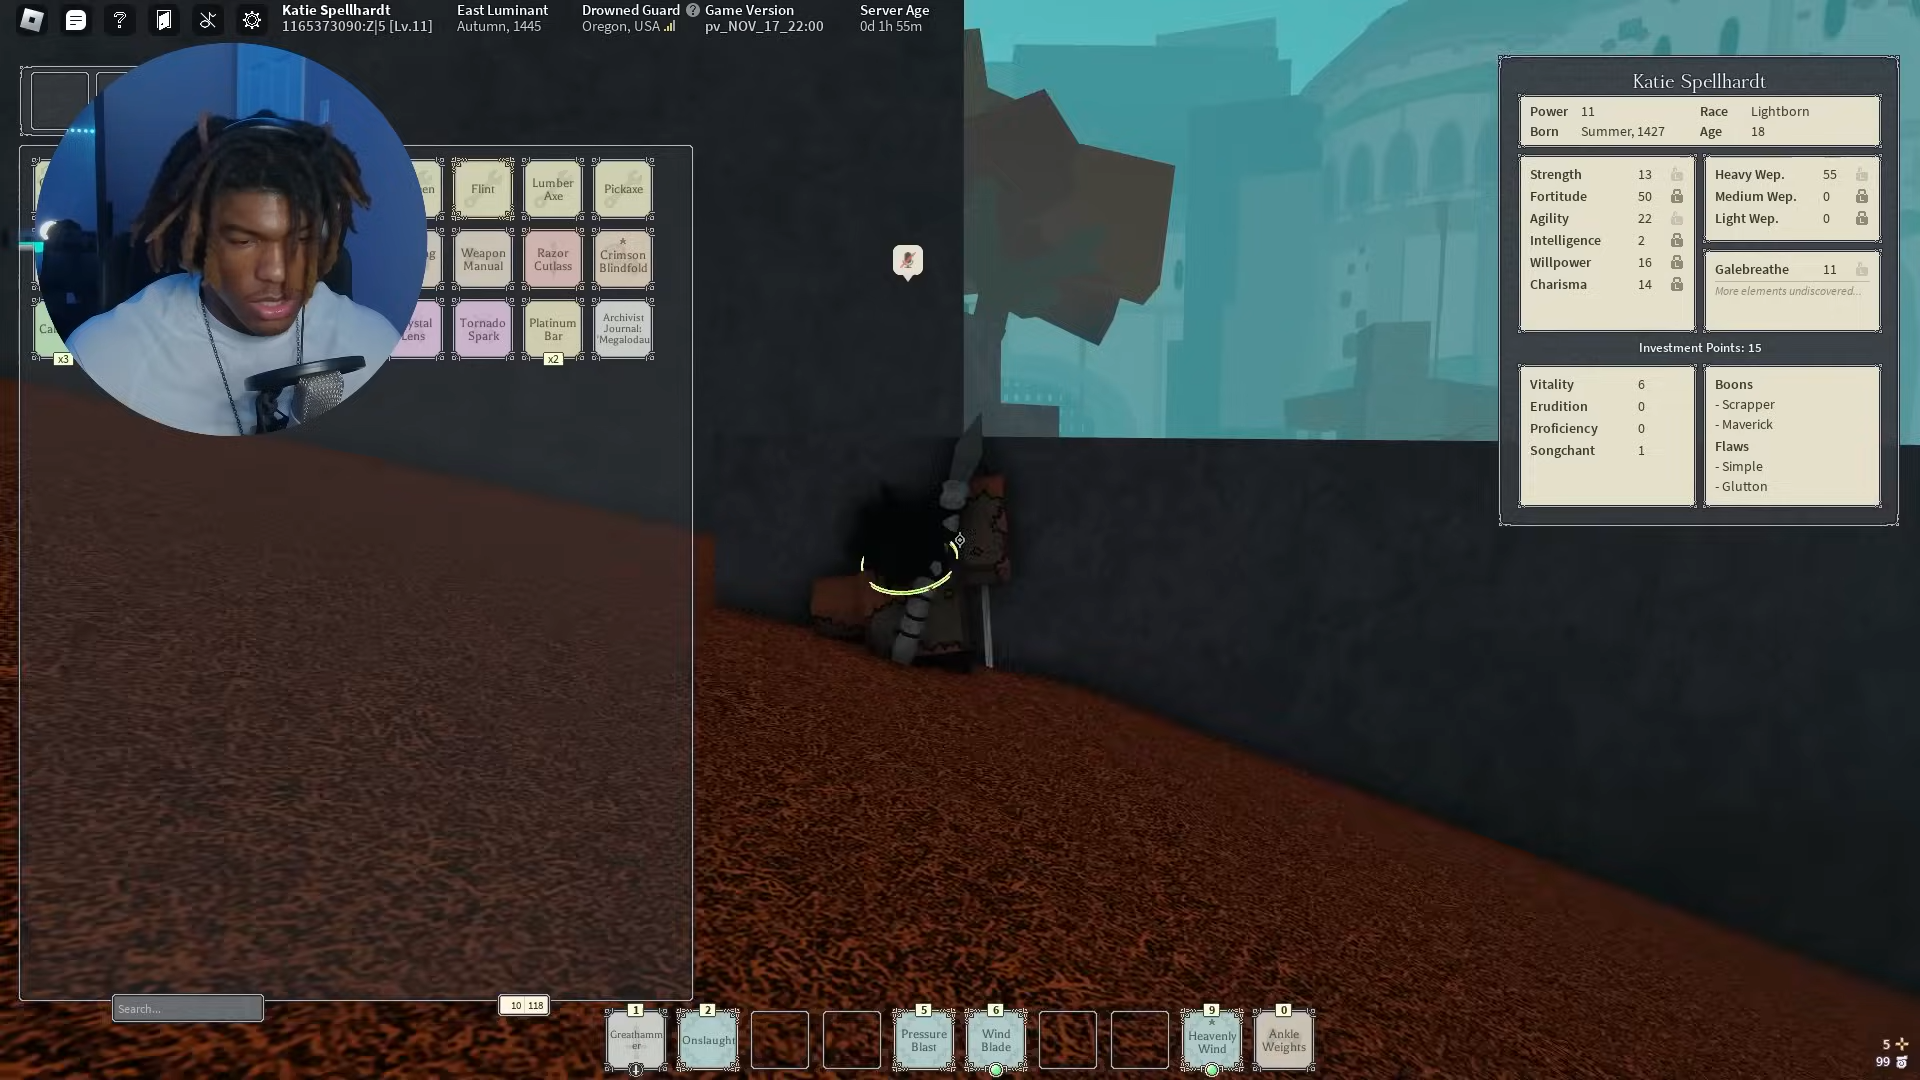 Katie Spellhardt
1165373090:Z|5 [Lv.11]
East Luminant
Autumn, 1445
Drowned Guard ?
Oregon, USA
Game Version
pv_NOV_17_22:00
Server Age
0d 1h 55m
Flint
Lumber
Axe
Pickaxe
Weapon
Manual
Razor
Cutlass
*
Crimson
Blindfold
x3
Lens
Tornado
Spark
Platinum
Bar
x2
Archivist
Journal:
'Megalodau
Search...
10 118
Katie Spellhardt
Power 11
Race Lightborn
Born Summer, 1427
Age 18
Strength 13
Fortitude 50
Agility 22
Intelligence 2
Willpower 16
Charisma 14
Heavy Wep. 55
Medium Wep. 0
Light Wep. 0
Galebreathe 11
More elements undiscovered...
Investment Points: 15
Vitality 6
Erudition 0
Proficiency 0
Songchant 1
Boons
- Scrapper
- Maverick
Flaws
- Simple
- Glutton
1
Greathamm
er
2
Onslaught
5
Pressure
Blast
6
Wind
Blade
9
*
Heavenly
Wind
0
Ankle
Weights
5
99